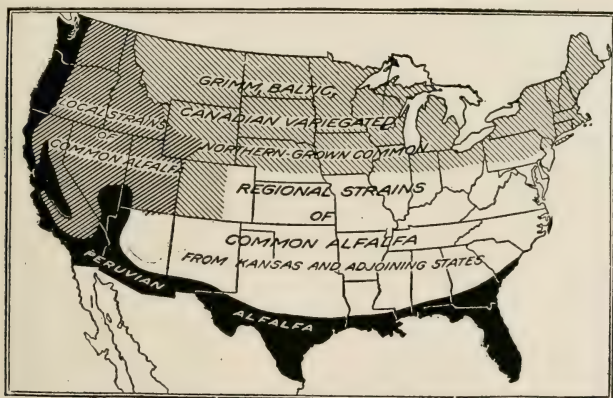 GRIMM, BALTIC,
CANADIAN VARIEGATED,
NORTHERN-GROWN COMMON
LOCAL STRAINS
OF
COMMON ALFALFA
REGIONAL STRAINS
OF
COMMON ALFALFA
FROM KANSAS AND ADJOINING STATES
PERUVIAN
ALFALFA